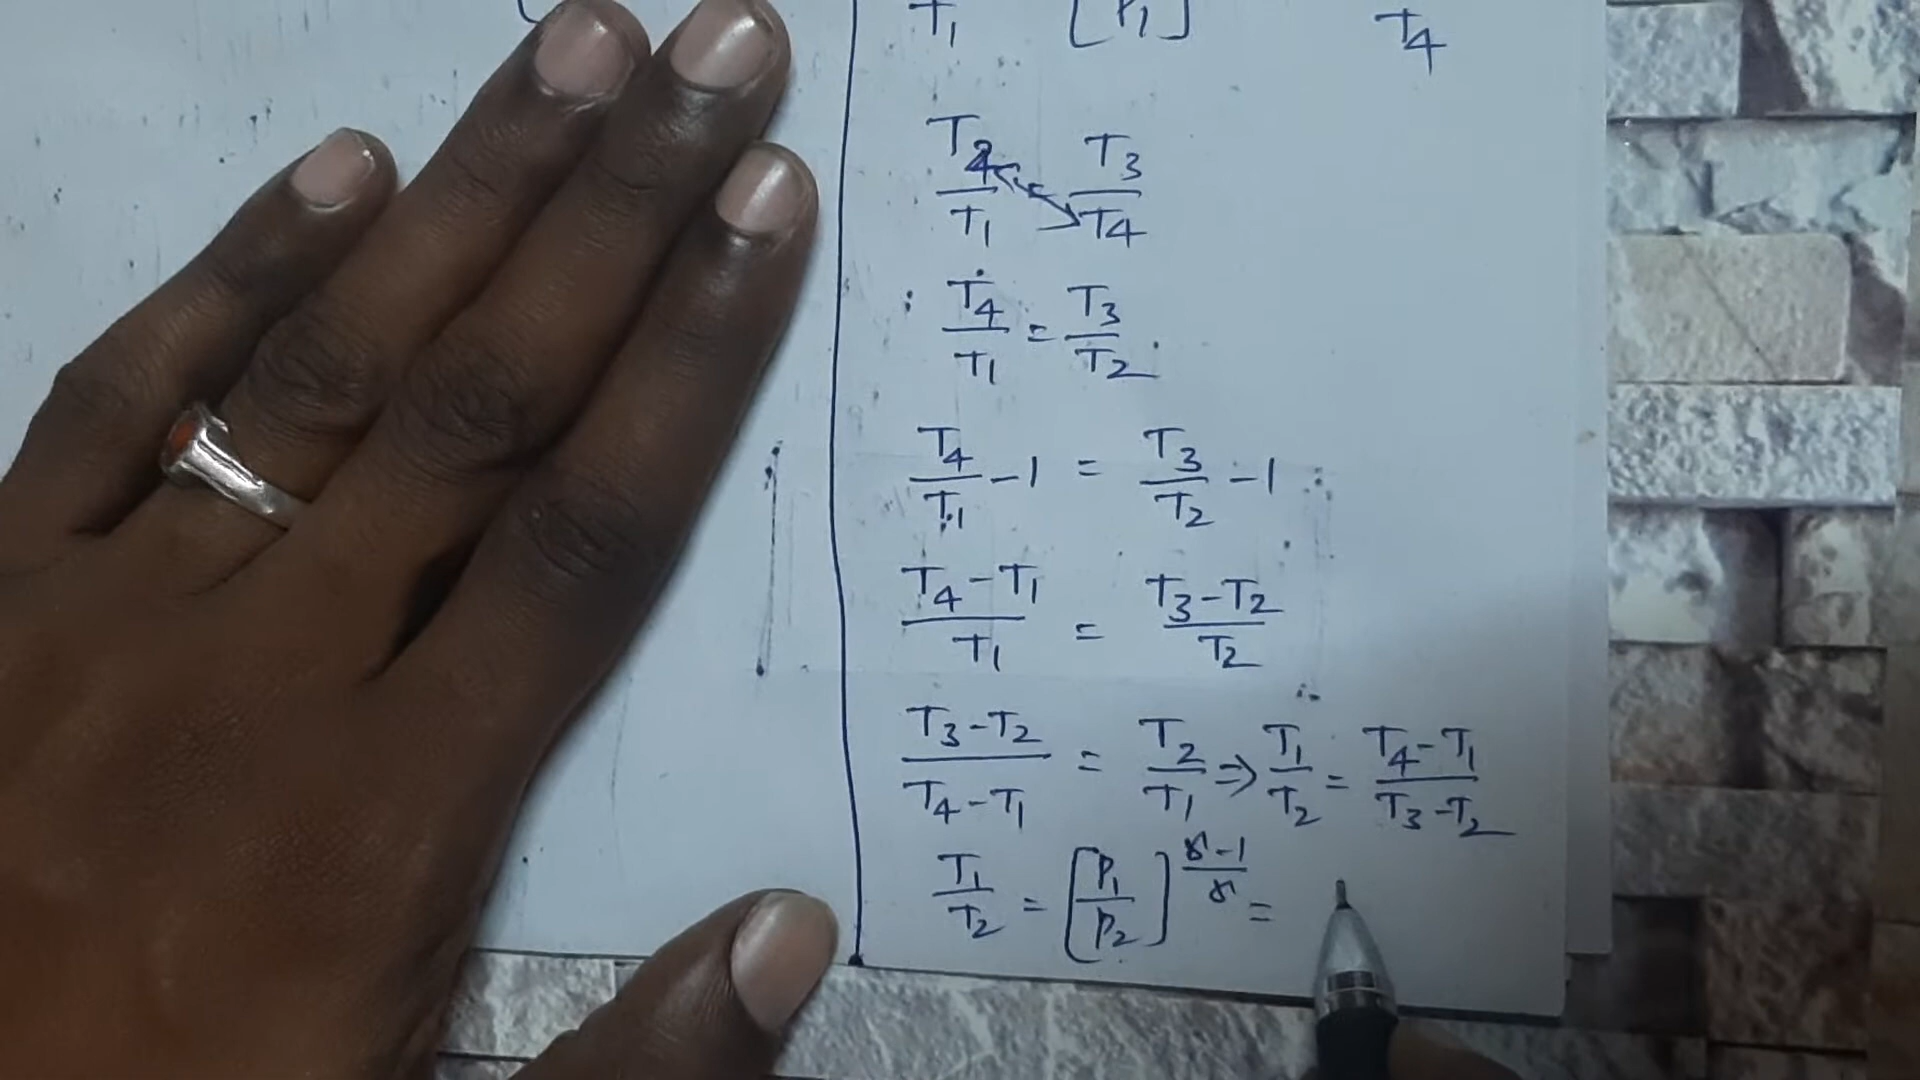 T1 [P1] T4
T2/T1 T3/T4
T4/T1 = T3/T2
T4/T1 - 1 = T3/T2 - 1
T4-T1/T1 = T3-T2/T2
T3-T2/T4-T1 = T2/T1 ⇒ T1/T2 = T4-T1/T3-T2
T1/T2 = [P1/P2]^(γ-1/γ) =